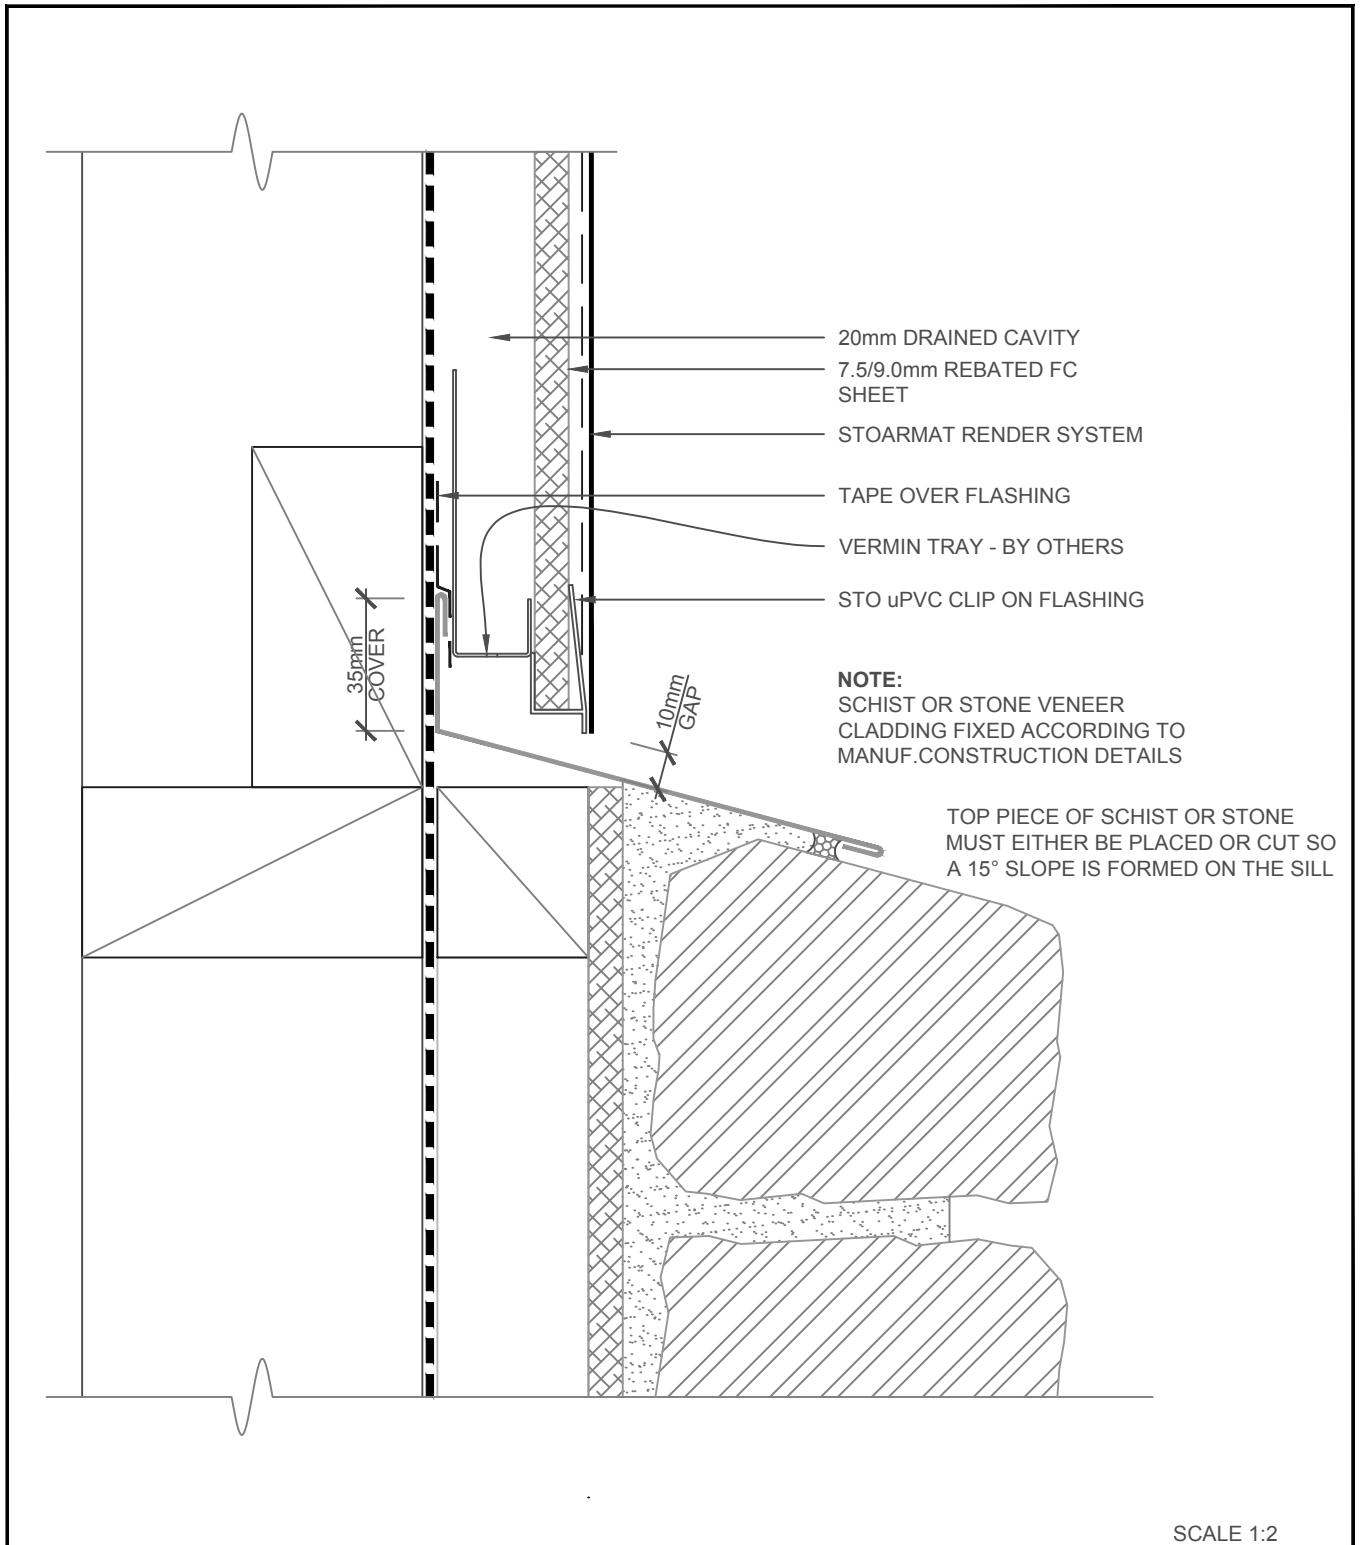 20mm DRAINED CAVITY
7.5/9.0mm REBATED FC
SHEET
STOARMAT RENDER SYSTEM
TAPE OVER FLASHING
VERMIN TRAY - BY OTHERS
STO uPVC CLIP ON FLASHING
35mm
COVER
10mm
GAP
NOTE:
SCHIST OR STONE VENEER
CLADDING FIXED ACCORDING TO
MANUF.CONSTRUCTION DETAILS
TOP PIECE OF SCHIST OR STONE
MUST EITHER BE PLACED OR CUT SO
A 15° SLOPE IS FORMED ON THE SILL
SCALE 1:2